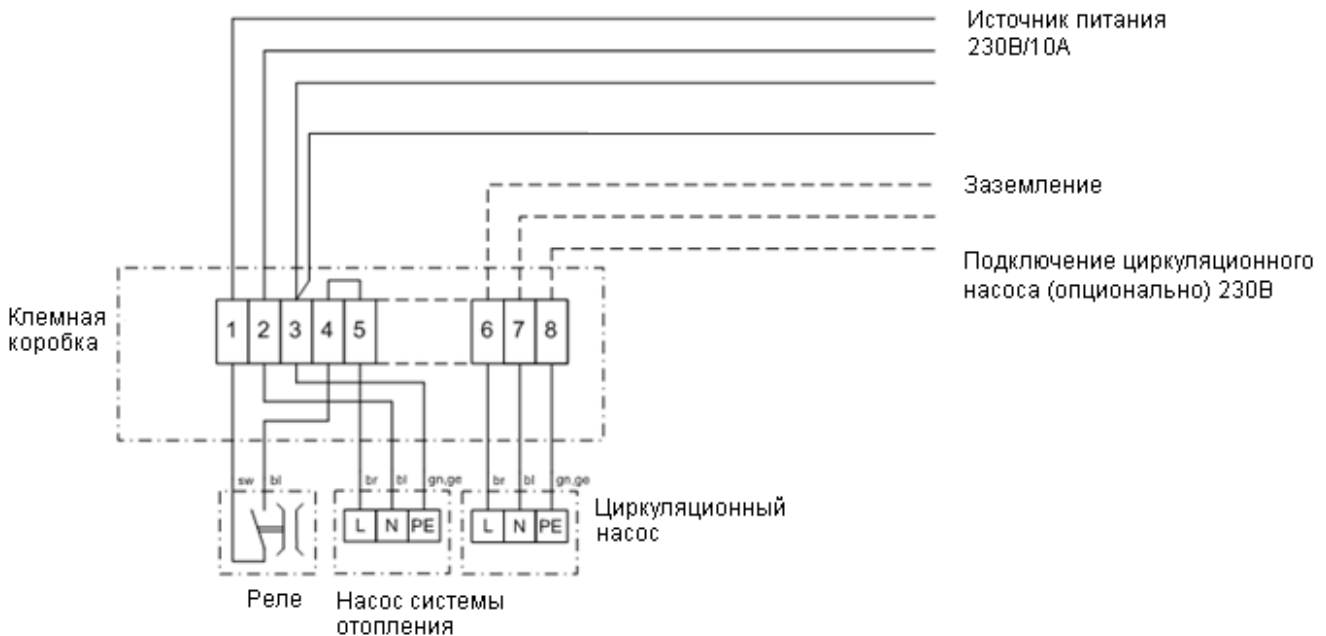 Источник питания
230В/10А
Заземление
Подключение циркуляционного
насоса (опционально) 230В
Клемная
коробка
1 2 3 4 5 6 7 8
sw bl br bl gn,ge br bl gn,ge
L N PE L N PE
Циркуляционный
насос
Реле
Насос системы
отопления